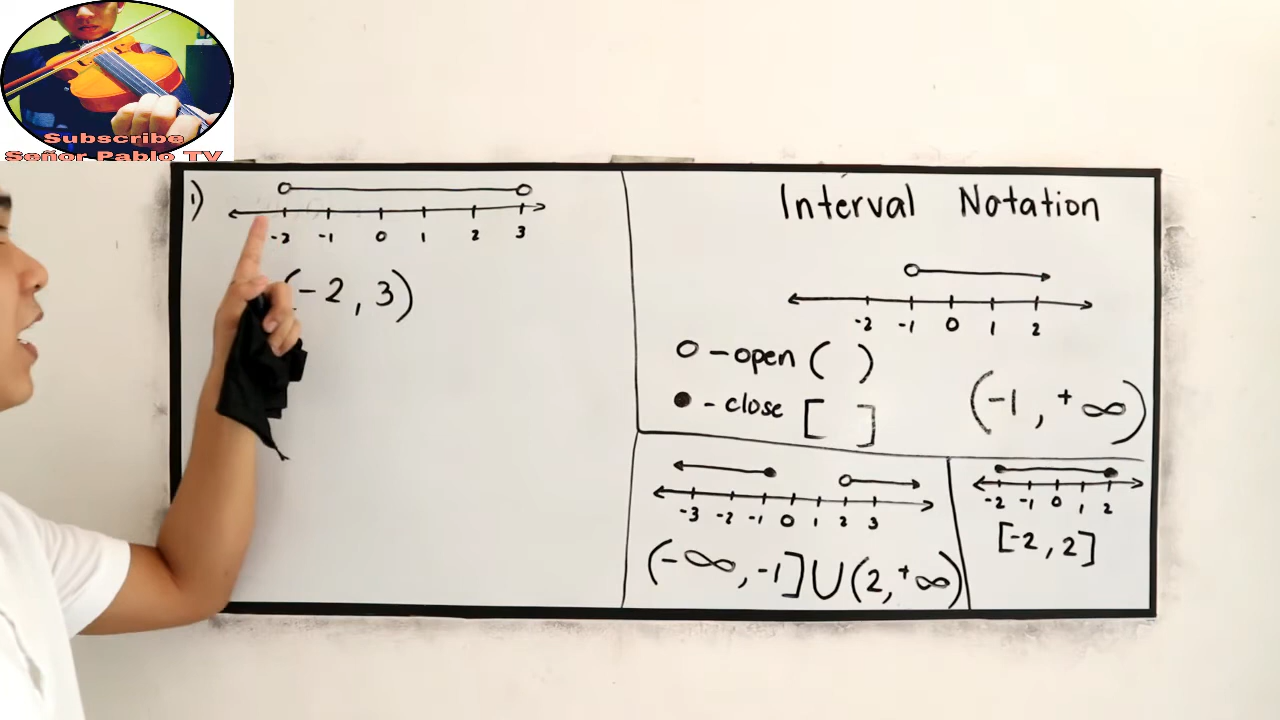 Subscribe
Señor Pablo TV
1)
-2 -1 0 1 2 3
(-2, 3)
Interval Notation
-2 -1 0 1 2
O - open ( )
● - close [ ]
(-1, +∞)
-3 -2 -1 0 1 2 3
(-∞, -1] U (2, +∞)
-2 -1 0 1 2
[-2, 2]